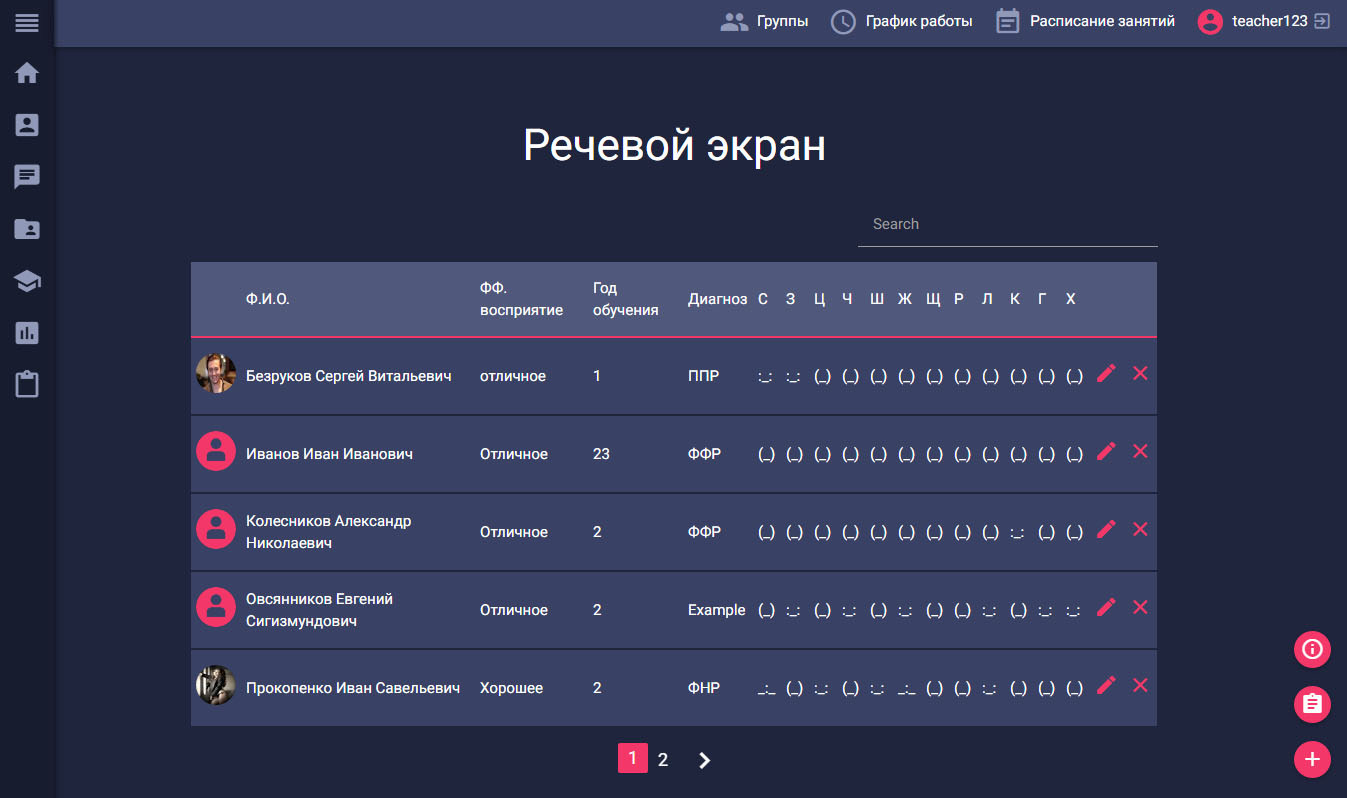 Группы График работы Расписание занятий teacher123
Речевой экран
Search
Ф.И.О. ФФ. восприятие Год обучения Диагноз С З Ц Ч Ш Ж Щ Р Л К Г Х
Безруков Сергей Витальевич отличное 1 ППР :_: :_: (_) (_) (_) (_) (_) (_) (_) (_) (_) (_)
Иванов Иван Иванович Отличное 23 ФФР (_) (_) (_) (_) (_) (_) (_) (_) (_) (_) (_) (_)
Колесников Александр
Николаевич Отличное 2 ФФР (_) (_) (_) (_) (_) (_) (_) (_) (_) :_: (_) (_)
Овсянников Евгений
Сигизмундович Отличное 2 Example (_) :_: (_) :_: (_) :_: (_) (_) :_: (_) :_: :_:
Прокопенко Иван Савельевич Хорошее 2 ФНР _:_ (_) :_: (_) :_: _:_ (_) (_) :_: (_) (_) (_)
1 2